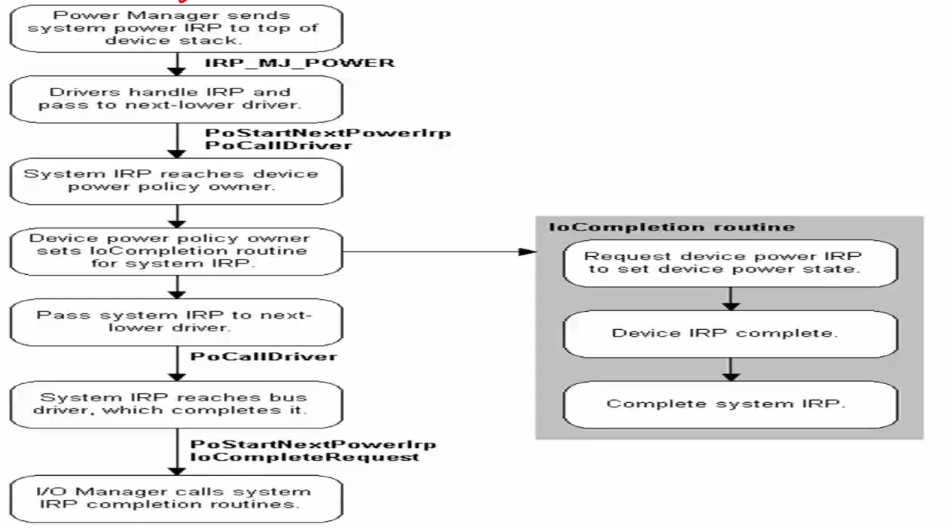 Power Manager sends
system power IRP to top of
device stack.
IRP_MJ_POWER
Drivers handle IRP and
pass to next-lower driver.
PoStartNextPowerIrp
PoCallDriver
System IRP reaches device
power policy owner.
Device power policy owner
sets IoCompletion routine
for system IRP.
Pass system IRP to next-
lower driver.
PoCallDriver
System IRP reaches bus
driver, which completes it.
PoStartNextPowerIrp
IoCompleteRequest
I/O Manager calls system
IRP completion routines.
IoCompletion routine
Request device power IRP
to set device power state.
Device IRP complete.
Complete system IRP.